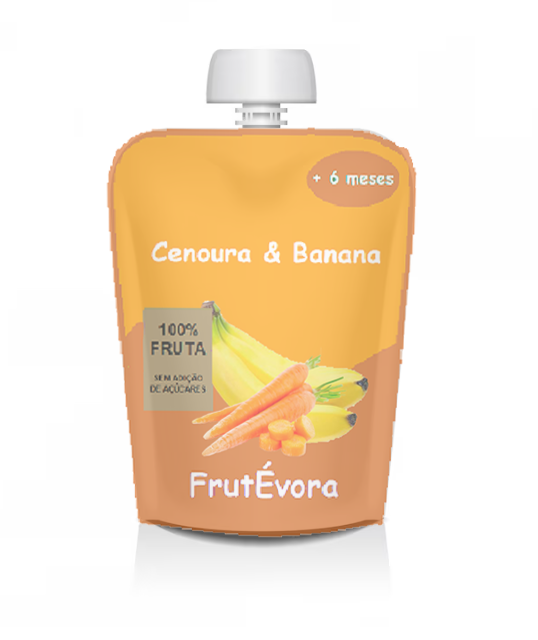 + 6 meses
Cenoura & Banana
100%
FRUTA
SEM ADIÇÃO
DE AÇÚCARES
FrutÉvora